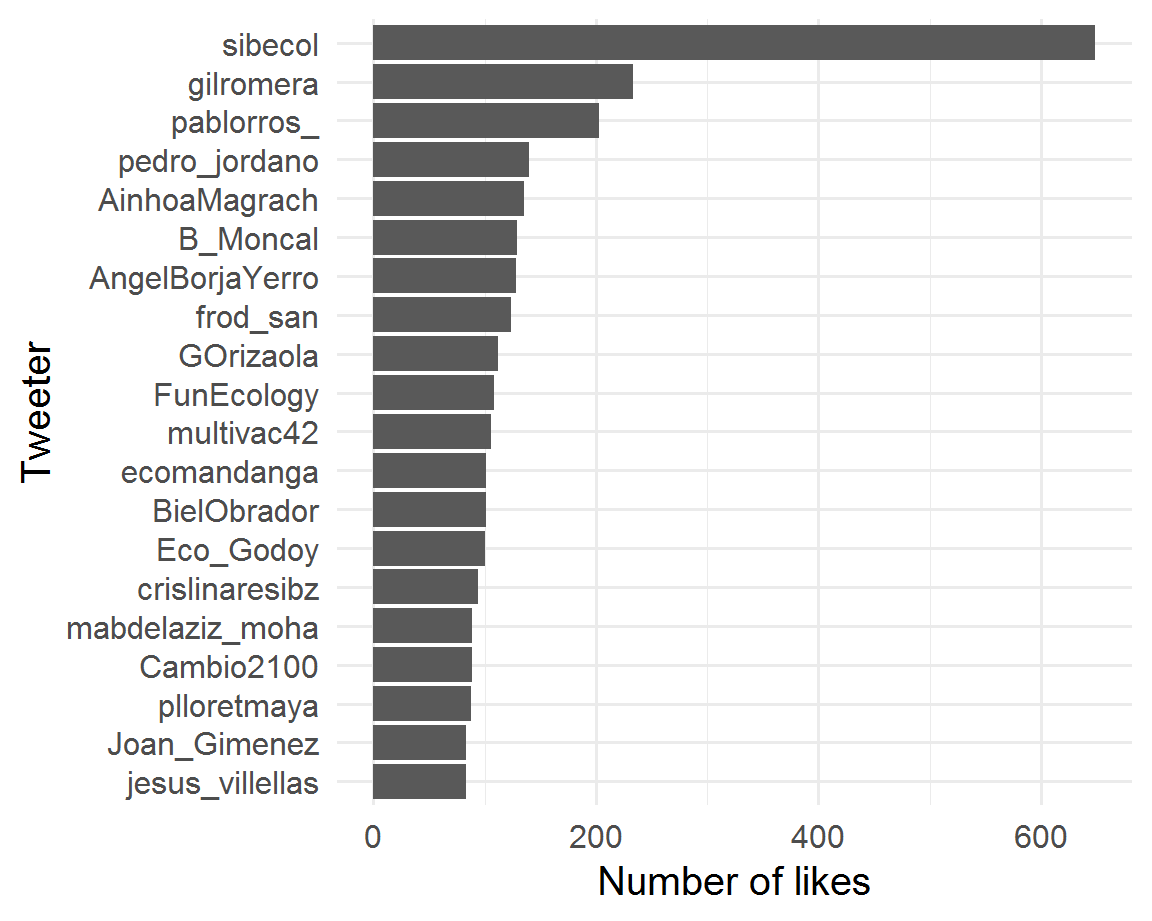 sibecol
gilromera
pablorros_
pedro_jordano
AinhoaMagrach
B_Moncal
AngelBorjaYerro
frod_san
GOrizaola
FunEcology
multivac42
ecomandanga
BielObrador
Eco_Godoy
crislinaresibz
mabdelaziz_moha
Cambio2100
plloretmaya
Joan_Gimenez
jesus_villellas
Tweeter
0 200 400 600
Number of likes